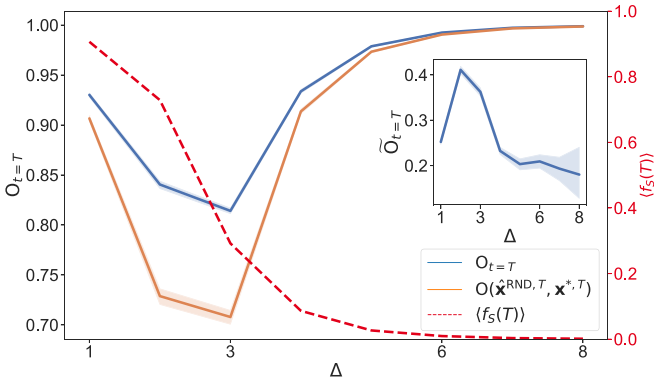 1.00
0.95
0.90
0.85
0.80
0.75
0.70
O_{t=T}
1 3 6 8
Δ
1.0
0.8
0.6
0.4
0.2
0.0
⟨f_S(T)⟩
0.4
0.3
0.2
Õ_{t=T}
1 3 6 8
Δ
O_{t=T}
O(x̂^{RND, T}, x^{*, T})
⟨f_S(T)⟩